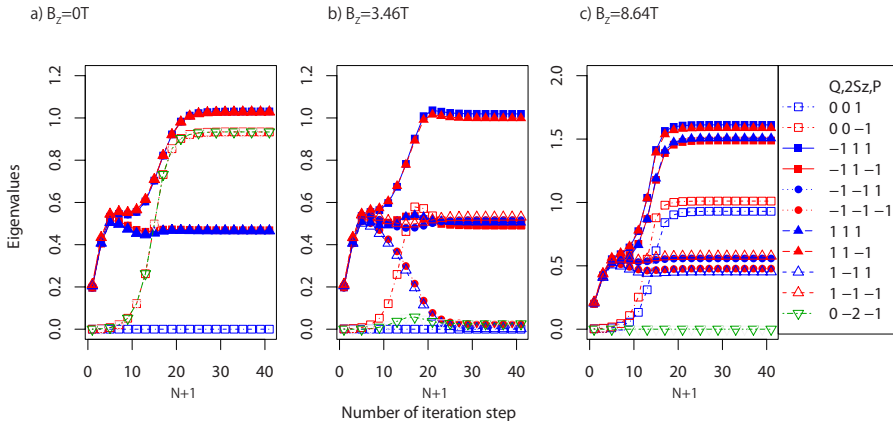 a) Bz=0T
b) Bz=3.46T
c) Bz=8.64T
Eigenvalues
1.2
1.0
0.8
0.6
0.4
0.2
0.0
0 10 20 30 40
N+1
1.2
1.0
0.8
0.6
0.4
0.2
0.0
0 10 20 30 40
N+1
Number of iteration step
2.0
1.5
1.0
0.5
0.0
0 10 20 30 40
N+1
Q,2Sz,P
0 0 1
0 0 −1
−1 1 1
−1 1 −1
−1 −1 1
−1 −1 −1
1 1 1
1 1 −1
1 −1 1
1 −1 −1
0 −2 −1